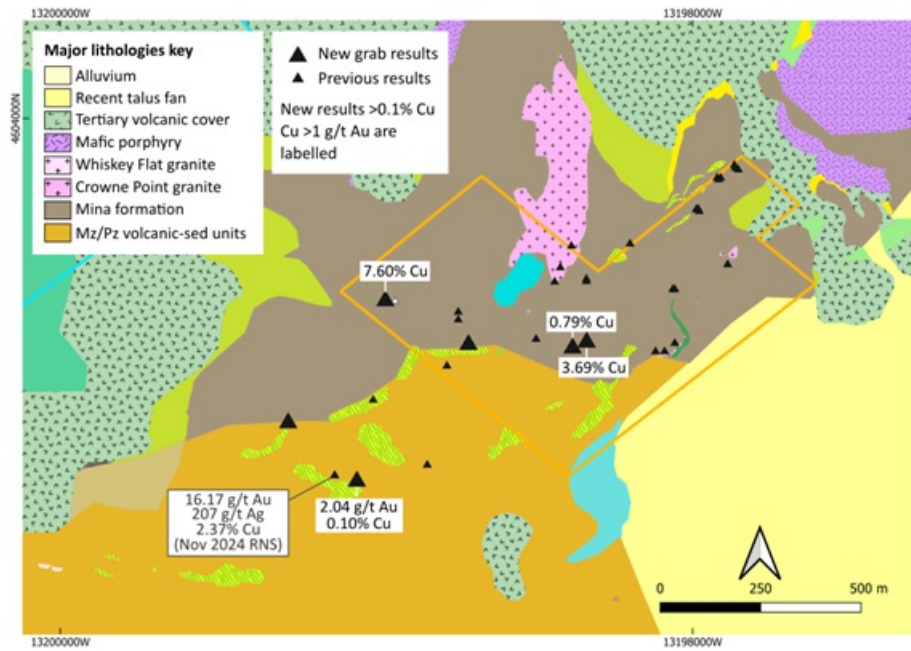 13200000W
13198000W
4604000N
4604000N
Major lithologies key
Alluvium
Recent talus fan
Tertiary volcanic cover
Mafic porphyry
Whiskey Flat granite
Crowne Point granite
Mina formation
Mz/Pz volcanic-sed units
New grab results
Previous results
New results >0.1% Cu
Cu >1 g/t Au are
labelled
7.60% Cu
0.79% Cu
3.69% Cu
16.17 g/t Au
207 g/t Ag
2.37% Cu
(Nov 2024 RNS)
2.04 g/t Au
0.10% Cu
0
250
500 m
13200000W
13198000W